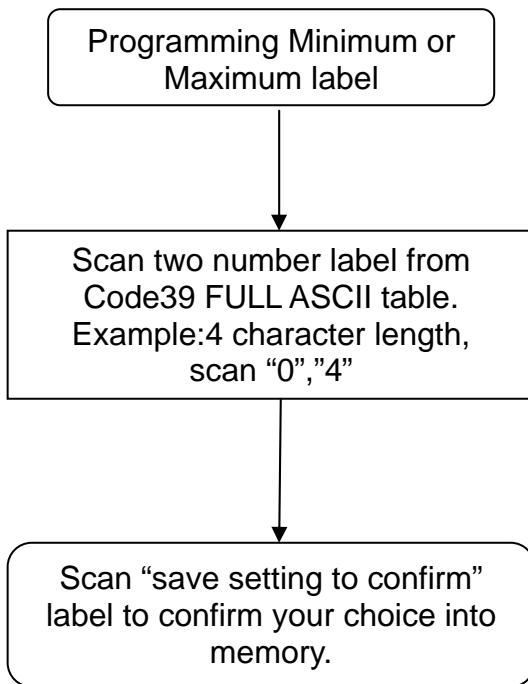 Programming Minimum or
Maximum label
Scan two number label from
Code39 FULL ASCII table.
Example:4 character length,
scan “0”,”4”
Scan “save setting to confirm”
label to confirm your choice into
memory.